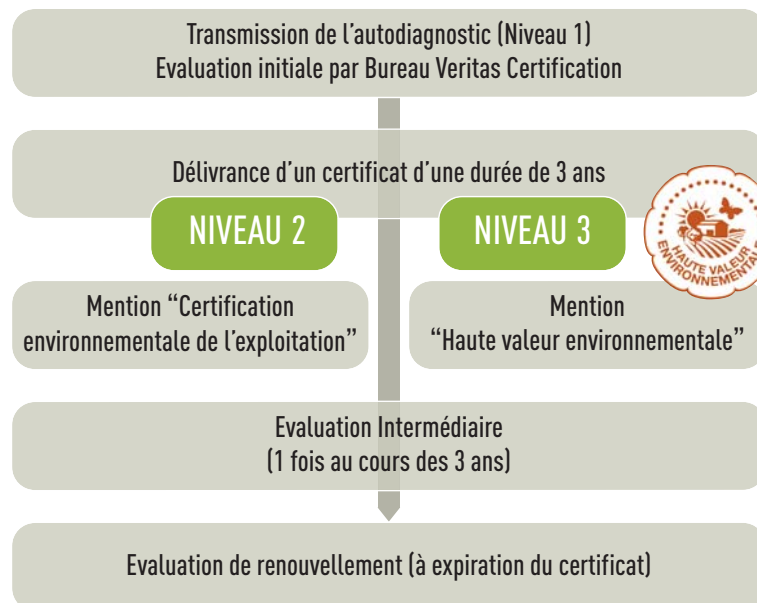 Transmission de l'autodiagnostic (Niveau 1)
Evaluation initiale par Bureau Veritas Certification
Délivrance d'un certificat d'une durée de 3 ans
NIVEAU 2
NIVEAU 3
HAUTE VALEUR
ENVIRONNEMENTALE
Mention “Certification
environnementale de l'exploitation”
Mention
“Haute valeur environnementale”
Evaluation Intermédiaire
(1 fois au cours des 3 ans)
Evaluation de renouvellement (à expiration du certificat)